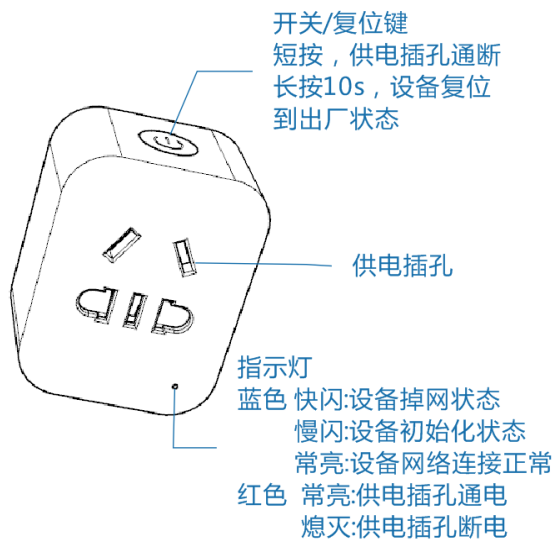 开关/复位键
短按，供电插孔通断
长按10s，设备复位
到出厂状态
供电插孔
指示灯
蓝色 快闪:设备掉网状态
慢闪:设备初始化状态
常亮:设备网络连接正常
红色 常亮:供电插孔通电
熄灭:供电插孔断电